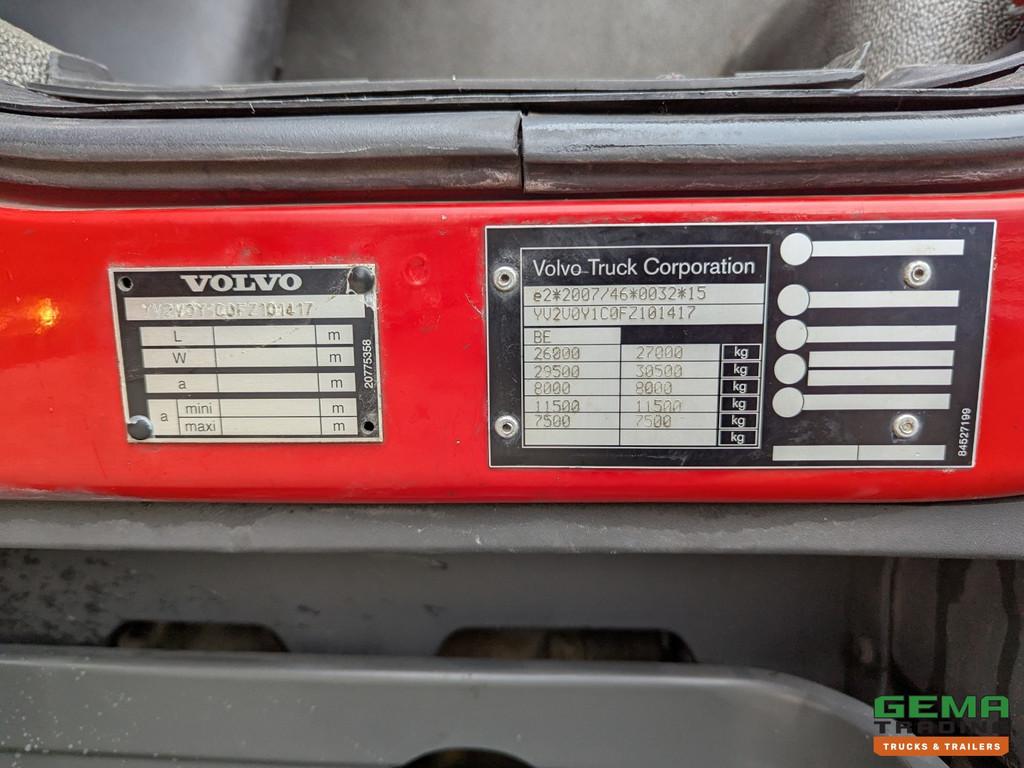 VOLVO
YV2V0Y1C0FZ101417
L m
W m
a m
a mini m
maxi m
20775358
Volvo Truck Corporation
e2*2007/46*0032*15
YV2V0Y1C0FZ101417
BE
26000 27000 kg
29500 30500 kg
8000 8000 kg
11500 11500 kg
7500 7500 kg
kg
84527199
GEMA
TRADING
TRUCKS & TRAILERS